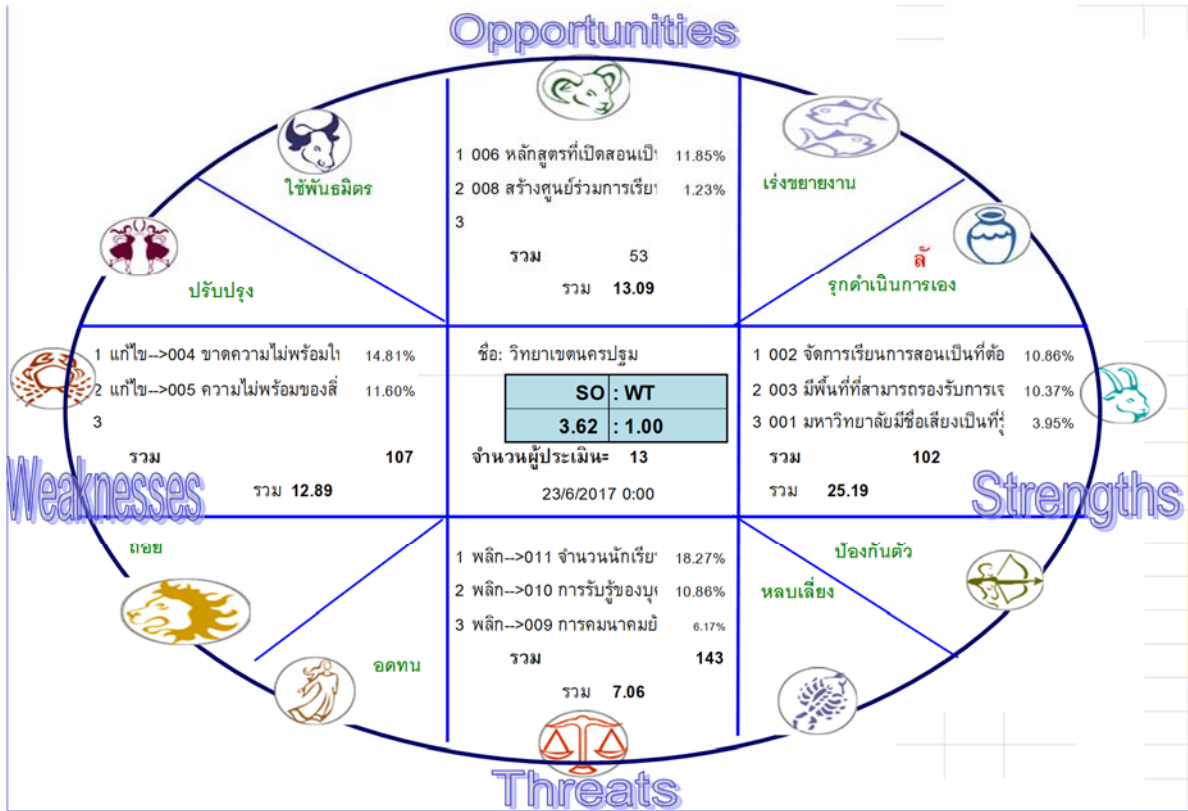 Opportunities
1 006 หลักสูตรที่เปิดสอนเป็ 11.85%
2 008 สร้างศูนย์ร่วมการเรีย 1.23%
3
รวม 53
รวม 13.09
ใช้พันธมิตร
เร่งขยายงาน
ปรับปรุง
ลั
รุกดำเนินการเอง
1 แก้ไข-->004 ขาดความไม่พร้อมใ 14.81%
2 แก้ไข-->005 ความไม่พร้อมของสิ่ 11.60%
3
รวม 107
รวม 12.89
Weaknesses
ชื่อ: วิทยาเขตนครปฐม
SO : WT
3.62 : 1.00
จำนวนผู้ประเมิน= 13
23/6/2017 0:00
1 002 จัดการเรียนการสอนเป็นที่ต้อ 10.86%
2 003 มีพื้นที่ที่สามารถรองรับการเจ 10.37%
3 001 มหาวิทยาลัยมีชื่อเสียงเป็นที่รู้ 3.95%
รวม 102
รวม 25.19
Strengths
ถอย
อดทน
1 พลิก-->011 จำนวนนักเรีย 18.27%
2 พลิก-->010 การรับรู้ของบุ 10.86%
3 พลิก-->009 การคมนาคมยั 6.17%
รวม 143
รวม 7.06
ป้องกันตัว
หลบเลี่ยง
Threats